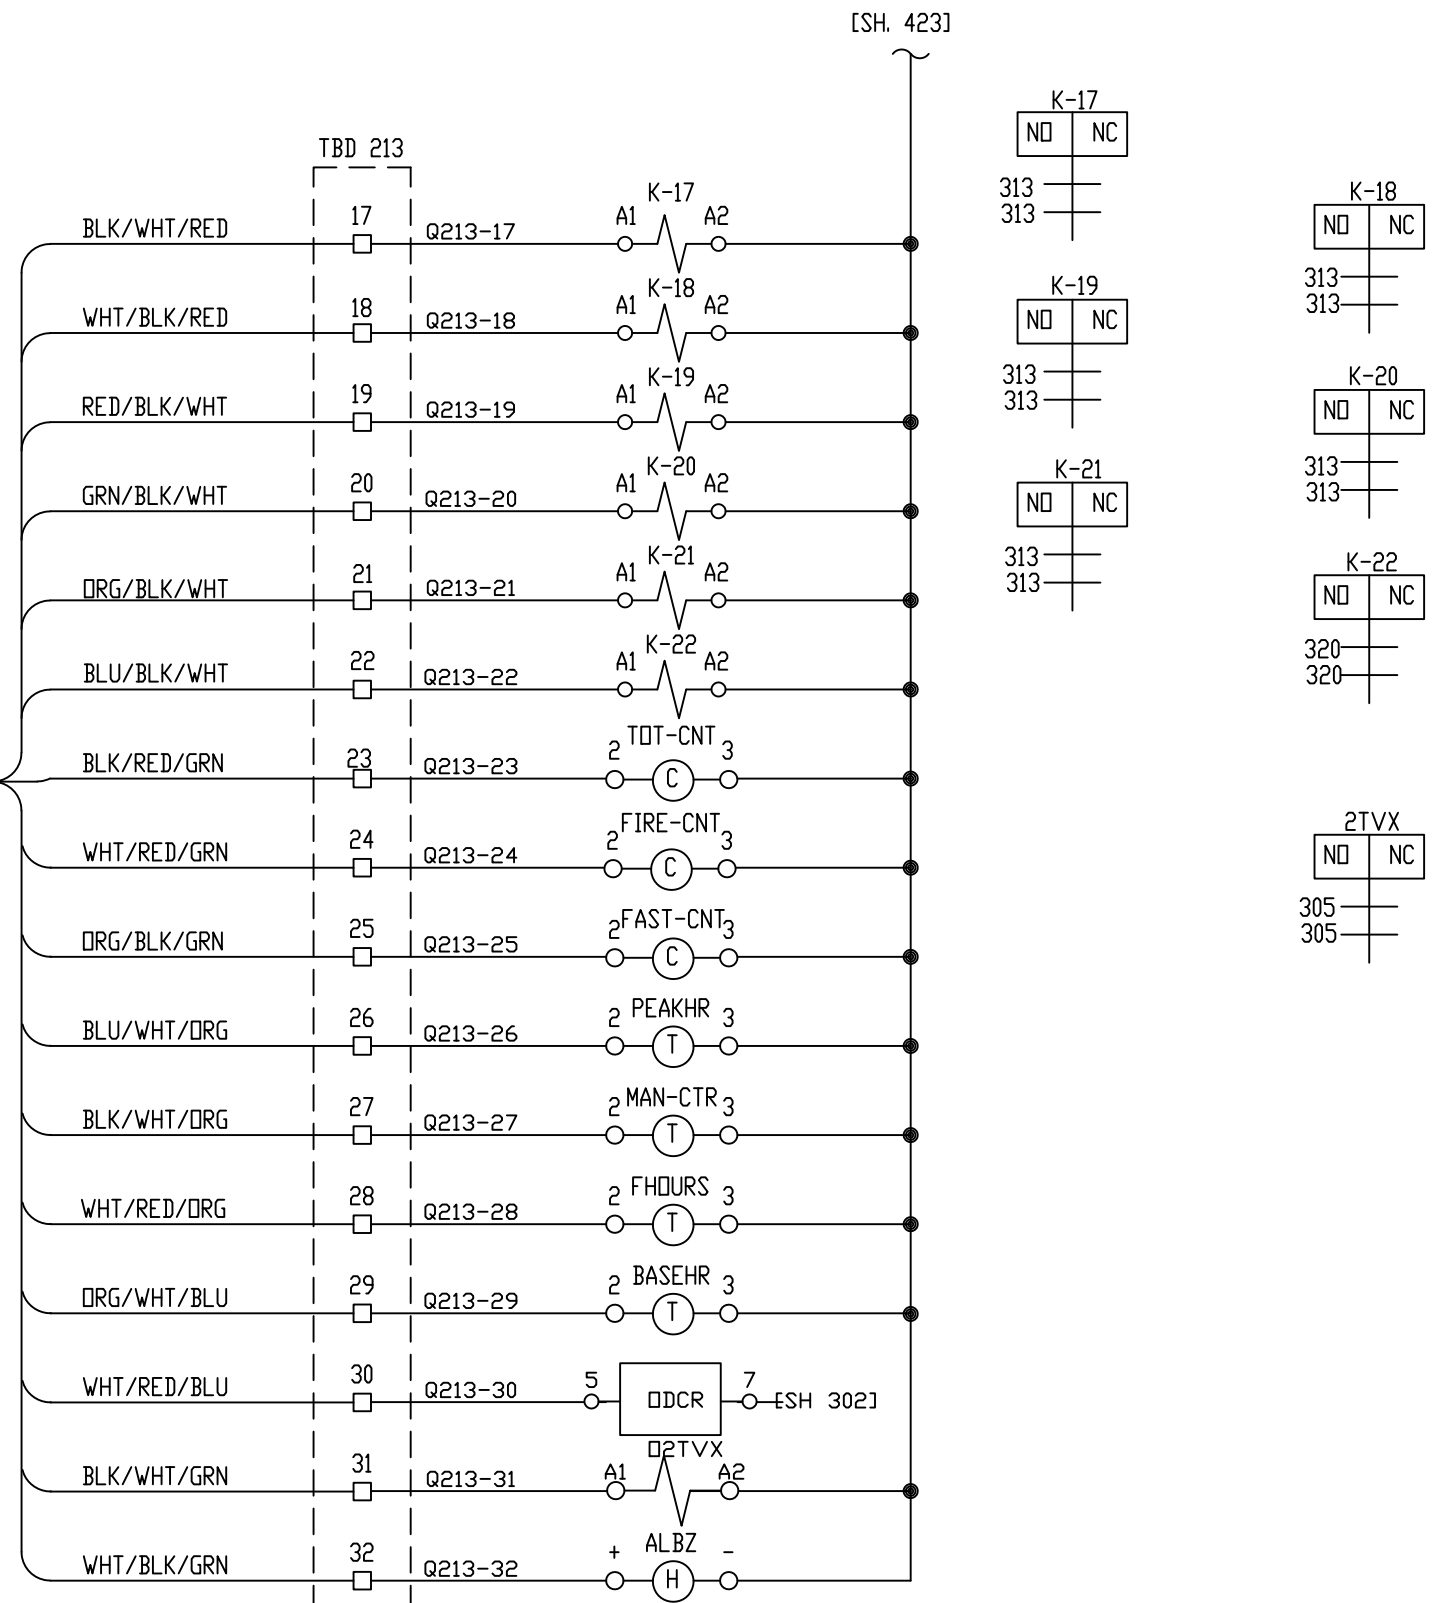 [SH. 423]
TBD 213
BLK/WHT/RED 17 Q213-17 A1 K-17 A2
WHT/BLK/RED 18 Q213-18 A1 K-18 A2
RED/BLK/WHT 19 Q213-19 A1 K-19 A2
GRN/BLK/WHT 20 Q213-20 A1 K-20 A2
ORG/BLK/WHT 21 Q213-21 A1 K-21 A2
BLU/BLK/WHT 22 Q213-22 A1 K-22 A2
BLK/RED/GRN 23 Q213-23 2 TOT-CNT 3
C
WHT/RED/GRN 24 Q213-24 2 FIRE-CNT 3
C
ORG/BLK/GRN 25 Q213-25 2 FAST-CNT 3
C
BLU/WHT/ORG 26 Q213-26 2 PEAKHR 3
T
BLK/WHT/ORG 27 Q213-27 2 MAN-CTR 3
T
WHT/RED/ORG 28 Q213-28 2 FHOURS 3
T
ORG/WHT/BLU 29 Q213-29 2 BASEHR 3
T
WHT/RED/BLU 30 Q213-30 5 ODCR 7 [SH 302]
BLK/WHT/GRN 31 Q213-31 A1 O2TVX A2
WHT/BLK/GRN 32 Q213-32 + ALBZ -
H
K-17
NO NC
313
313
K-18
NO NC
313
313
K-19
NO NC
313
313
K-20
NO NC
313
313
K-21
NO NC
313
313
K-22
NO NC
320
320
2TVX
NO NC
305
305